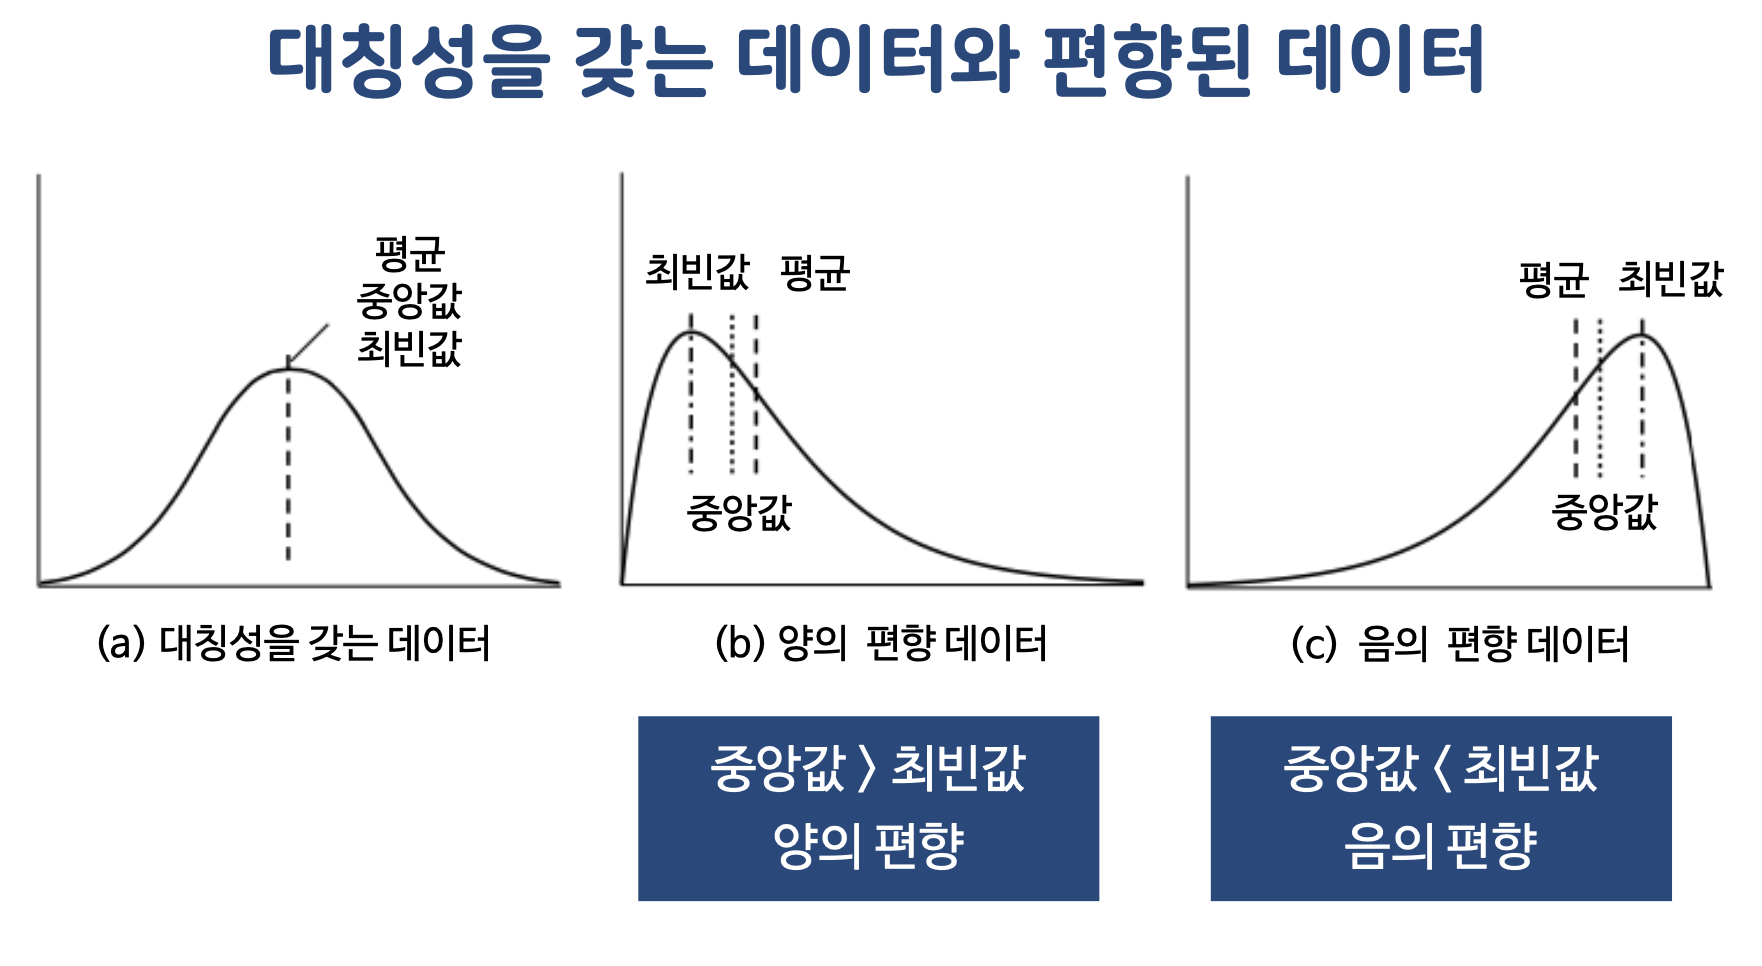 대칭성을 갖는 데이터와 편향된 데이터
평균
중앙값
최빈값
(a) 대칭성을 갖는 데이터
최빈값 평균
중앙값
(b) 양의 편향 데이터
평균 최빈값
중앙값
(c) 음의 편향 데이터
중앙값 > 최빈값
양의 편향
중앙값 < 최빈값
음의 편향